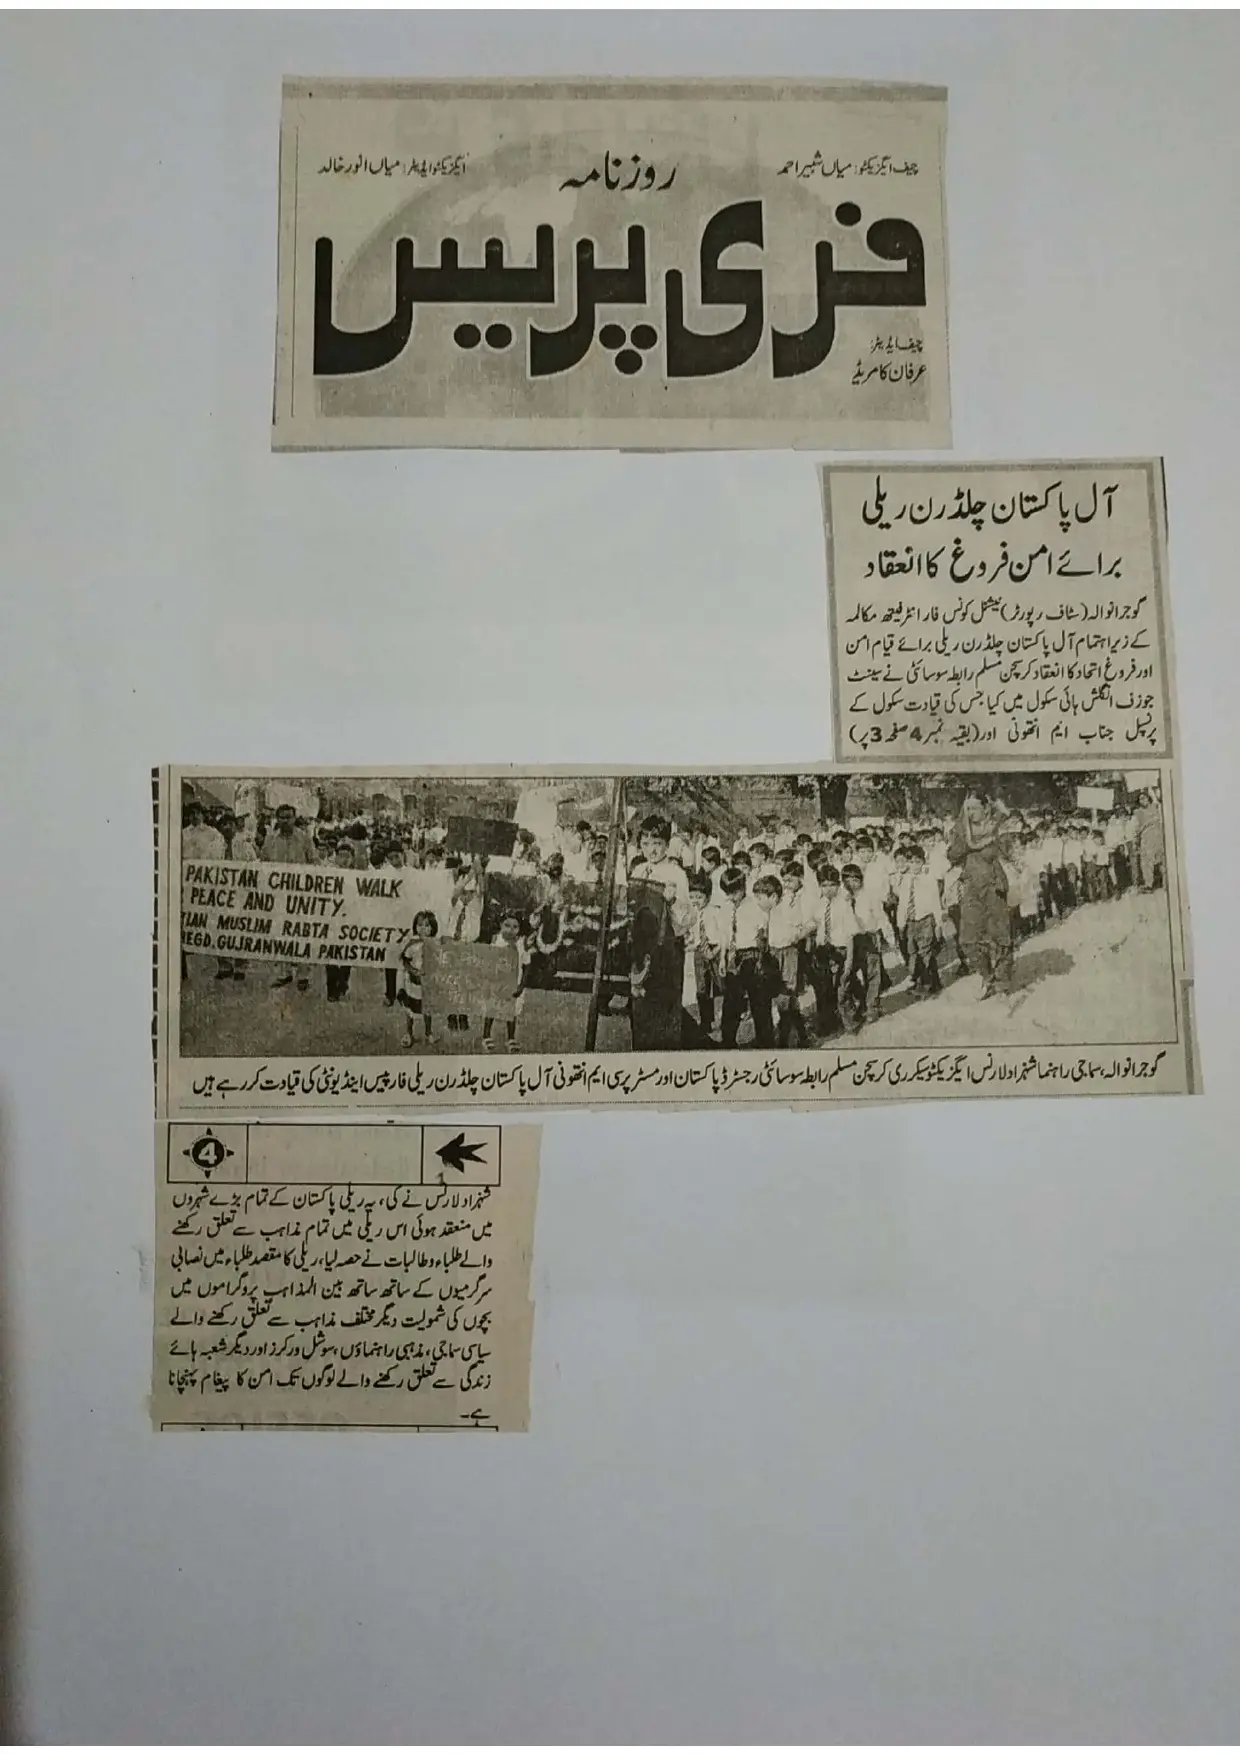 چیف ایگزیکٹو: میاں شبیر احمد
روزنامہ
ایگزیکٹو ایڈیٹر: میاں انور خالد
فری پریس
چیف ایڈیٹر:
عرفان کامریڈ
آل پاکستان چلڈرن ریلی
برائے امن فروغ کا انعقاد
گوجرانوالہ (سٹاف رپورٹر) نیشنل کونس فار انٹرفیتھ مکالمہ
کے زیر اہتمام آل پاکستان چلڈرن ریلی برائے قیام امن
اور فروغ اتحاد کا انعقاد کرسچن مسلم رابطہ سوسائٹی نے سینٹ
جوزف انگلش ہائی سکول میں کیا جس کی قیادت سکول کے
پرنسپل جناب ایم انتھونی اور (بقیہ نمبر 4 صفحہ 3 پر)
PAKISTAN CHILDREN WALK
PEACE AND UNITY.
IAN MUSLIM RABTA SOCIETY
EGD. GUJRANWALA PAKISTAN
گوجرانوالہ، سماجی راہنما شہزاد لارنس ایگزیکٹو سیکرری کرسچن مسلم رابطہ سوسائٹی رجسٹرڈ پاکستان اور مسٹر پرسی ایم انتھونی آل پاکستان چلڈرن ریلی فار پیس اینڈ یونٹی کی قیادت کر رہے ہیں
4
شہزاد لارنس نے کی، یہ ریلی پاکستان کے تمام بڑے شہروں
میں منعقد ہوئی اس ریلی میں تمام مذاہب سے تعلق رکھنے
والے طلباء و طالبات نے حصہ لیا، ریلی کا مقصد طلباء میں نصابی
سرگرمیوں کے ساتھ ساتھ بین المذاہب پروگراموں میں
بچوں کی شمولیت دیگر مختلف مذاہب سے تعلق رکھنے والے
سیاسی سماجی، مذہبی راہنماؤں، سوشل ورکرز اور دیگر شعبہ ہائے
زندگی سے تعلق رکھنے والے لوگوں تک امن کا پیغام پہنچانا
ہے۔